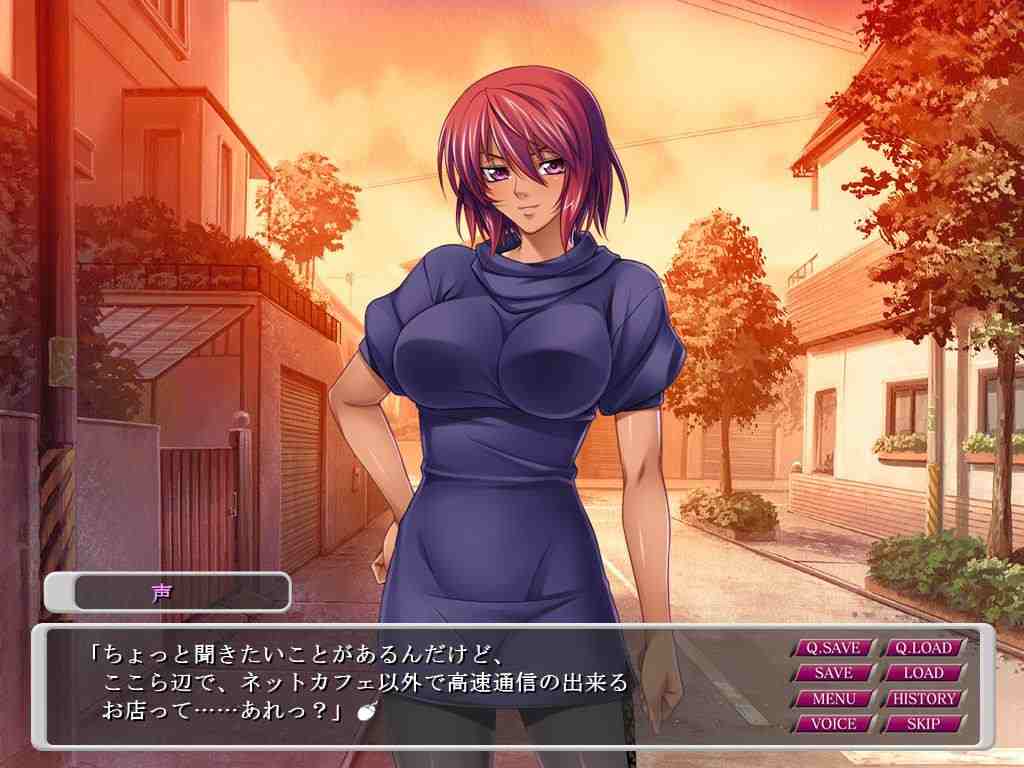 声
「ちょっと聞きたいことがあるんだけど、
ここら辺で、ネットカフェ以外で高速通信の出来る
お店って……あれっ？」
Q.SAVE Q.LOAD
SAVE LOAD
MENU HISTORY
VOICE SKIP